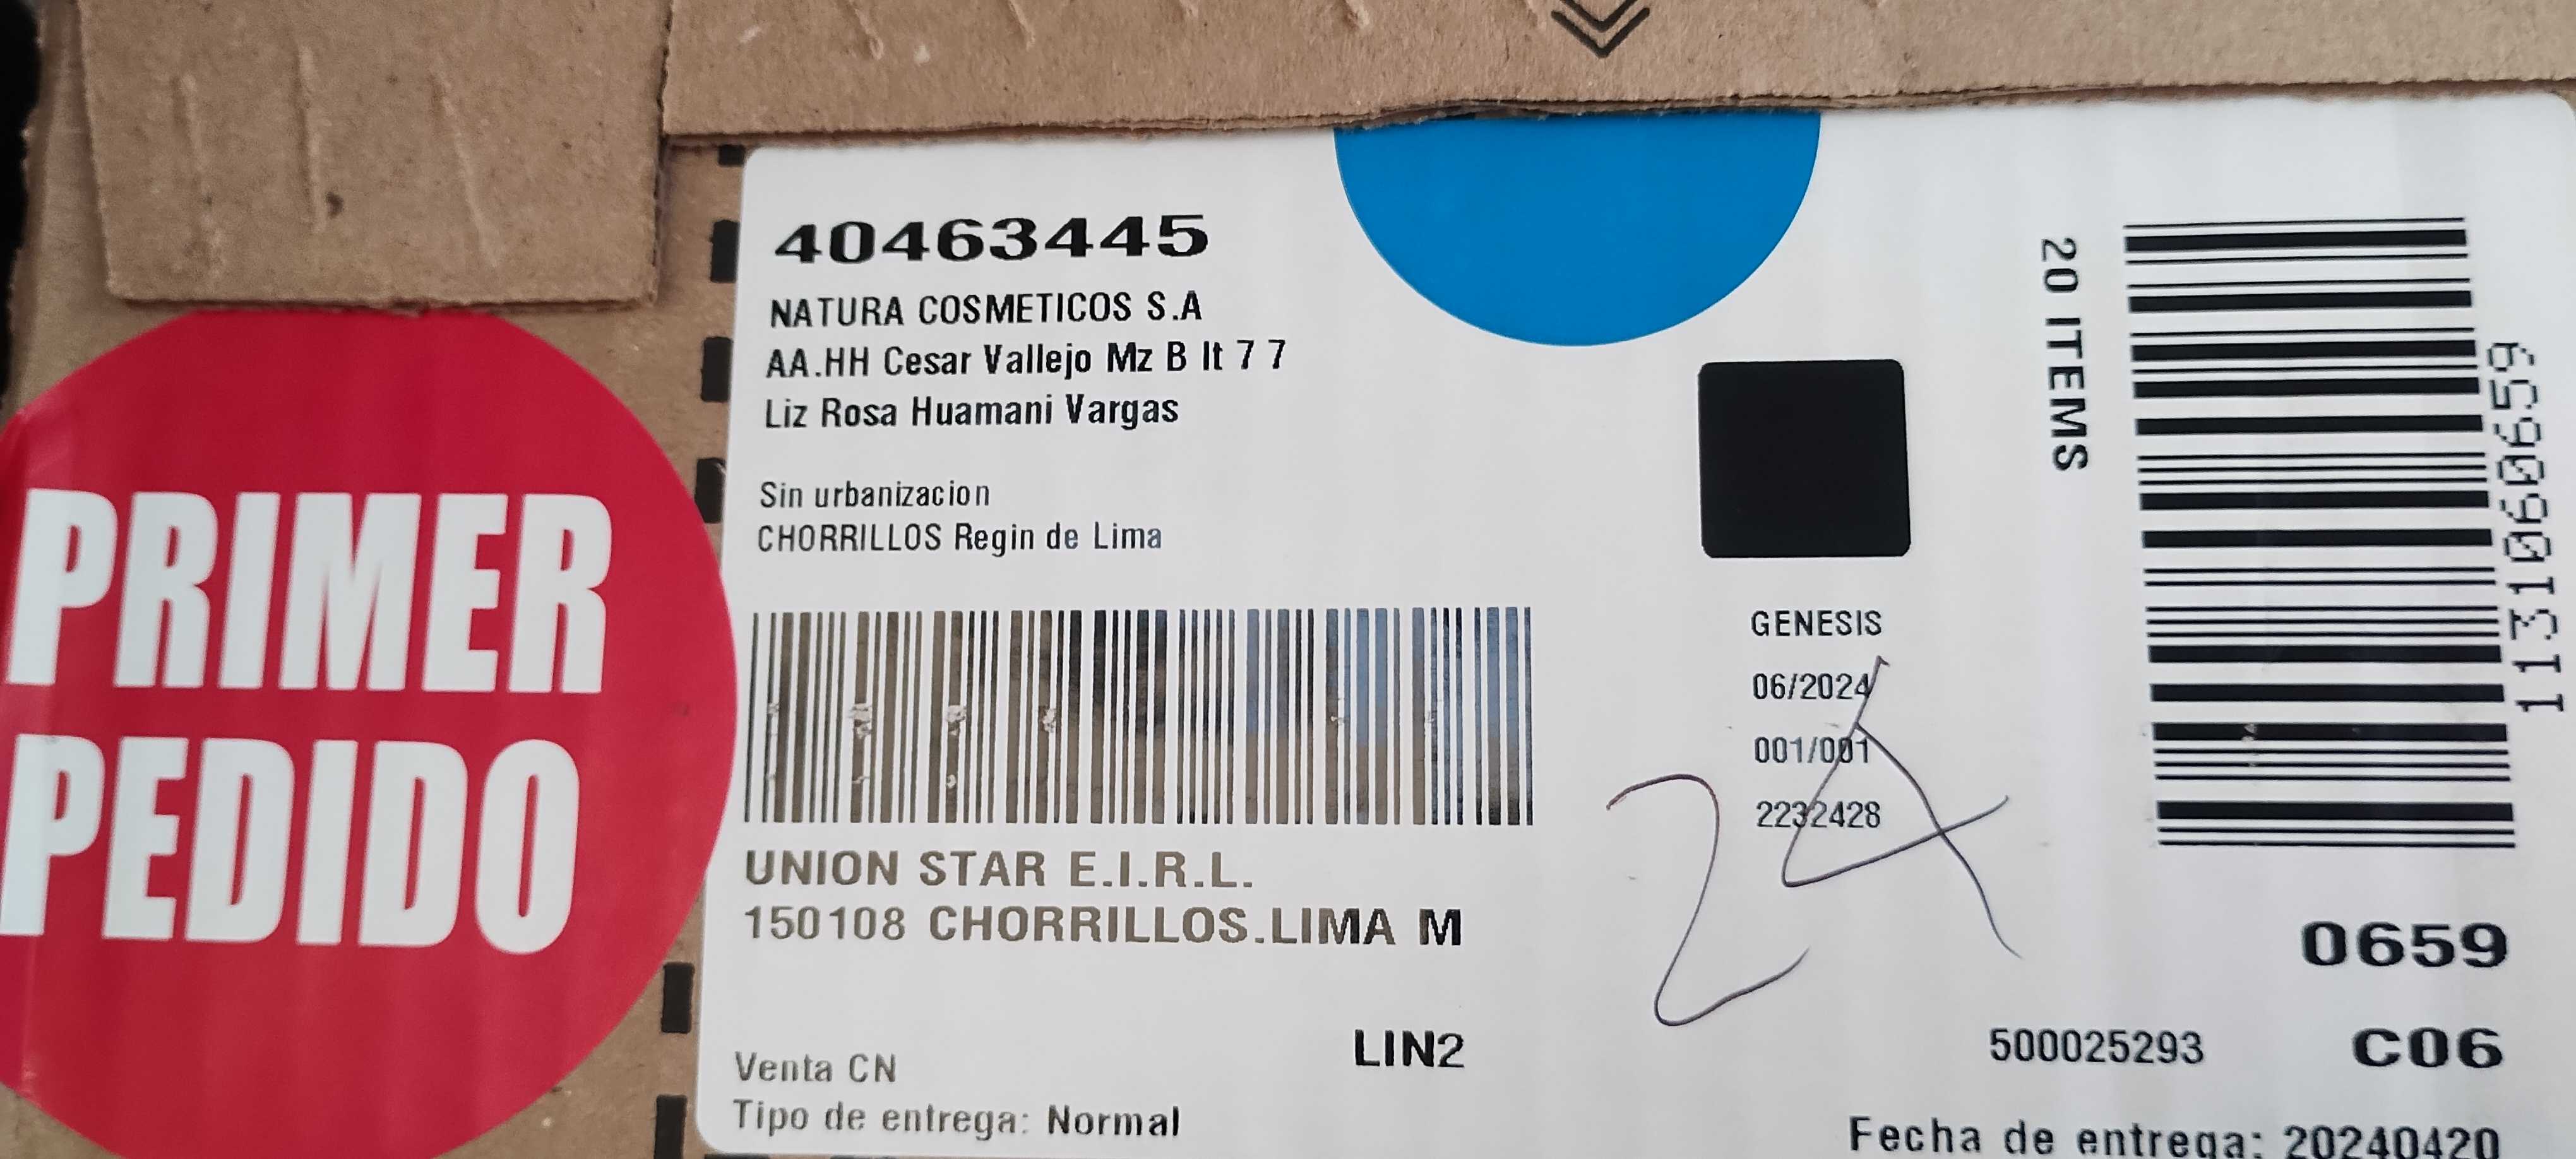 PRIMER
PEDIDO
40463445
NATURA COSMETICOS S.A
AA.HH Cesar Vallejo Mz B lt 7 7
Liz Rosa Huamani Vargas
Sin urbanizacion
CHORRILLOS Regin de Lima
UNION STAR E.I.R.L.
150108 CHORRILLOS.LIMA M
Venta CN
LIN2
Tipo de entrega: Normal
GENESIS
06/2024
001/001
2232428
20 ITEMS
1131060659
0659
500025293
C06
Fecha de entrega: 20240420